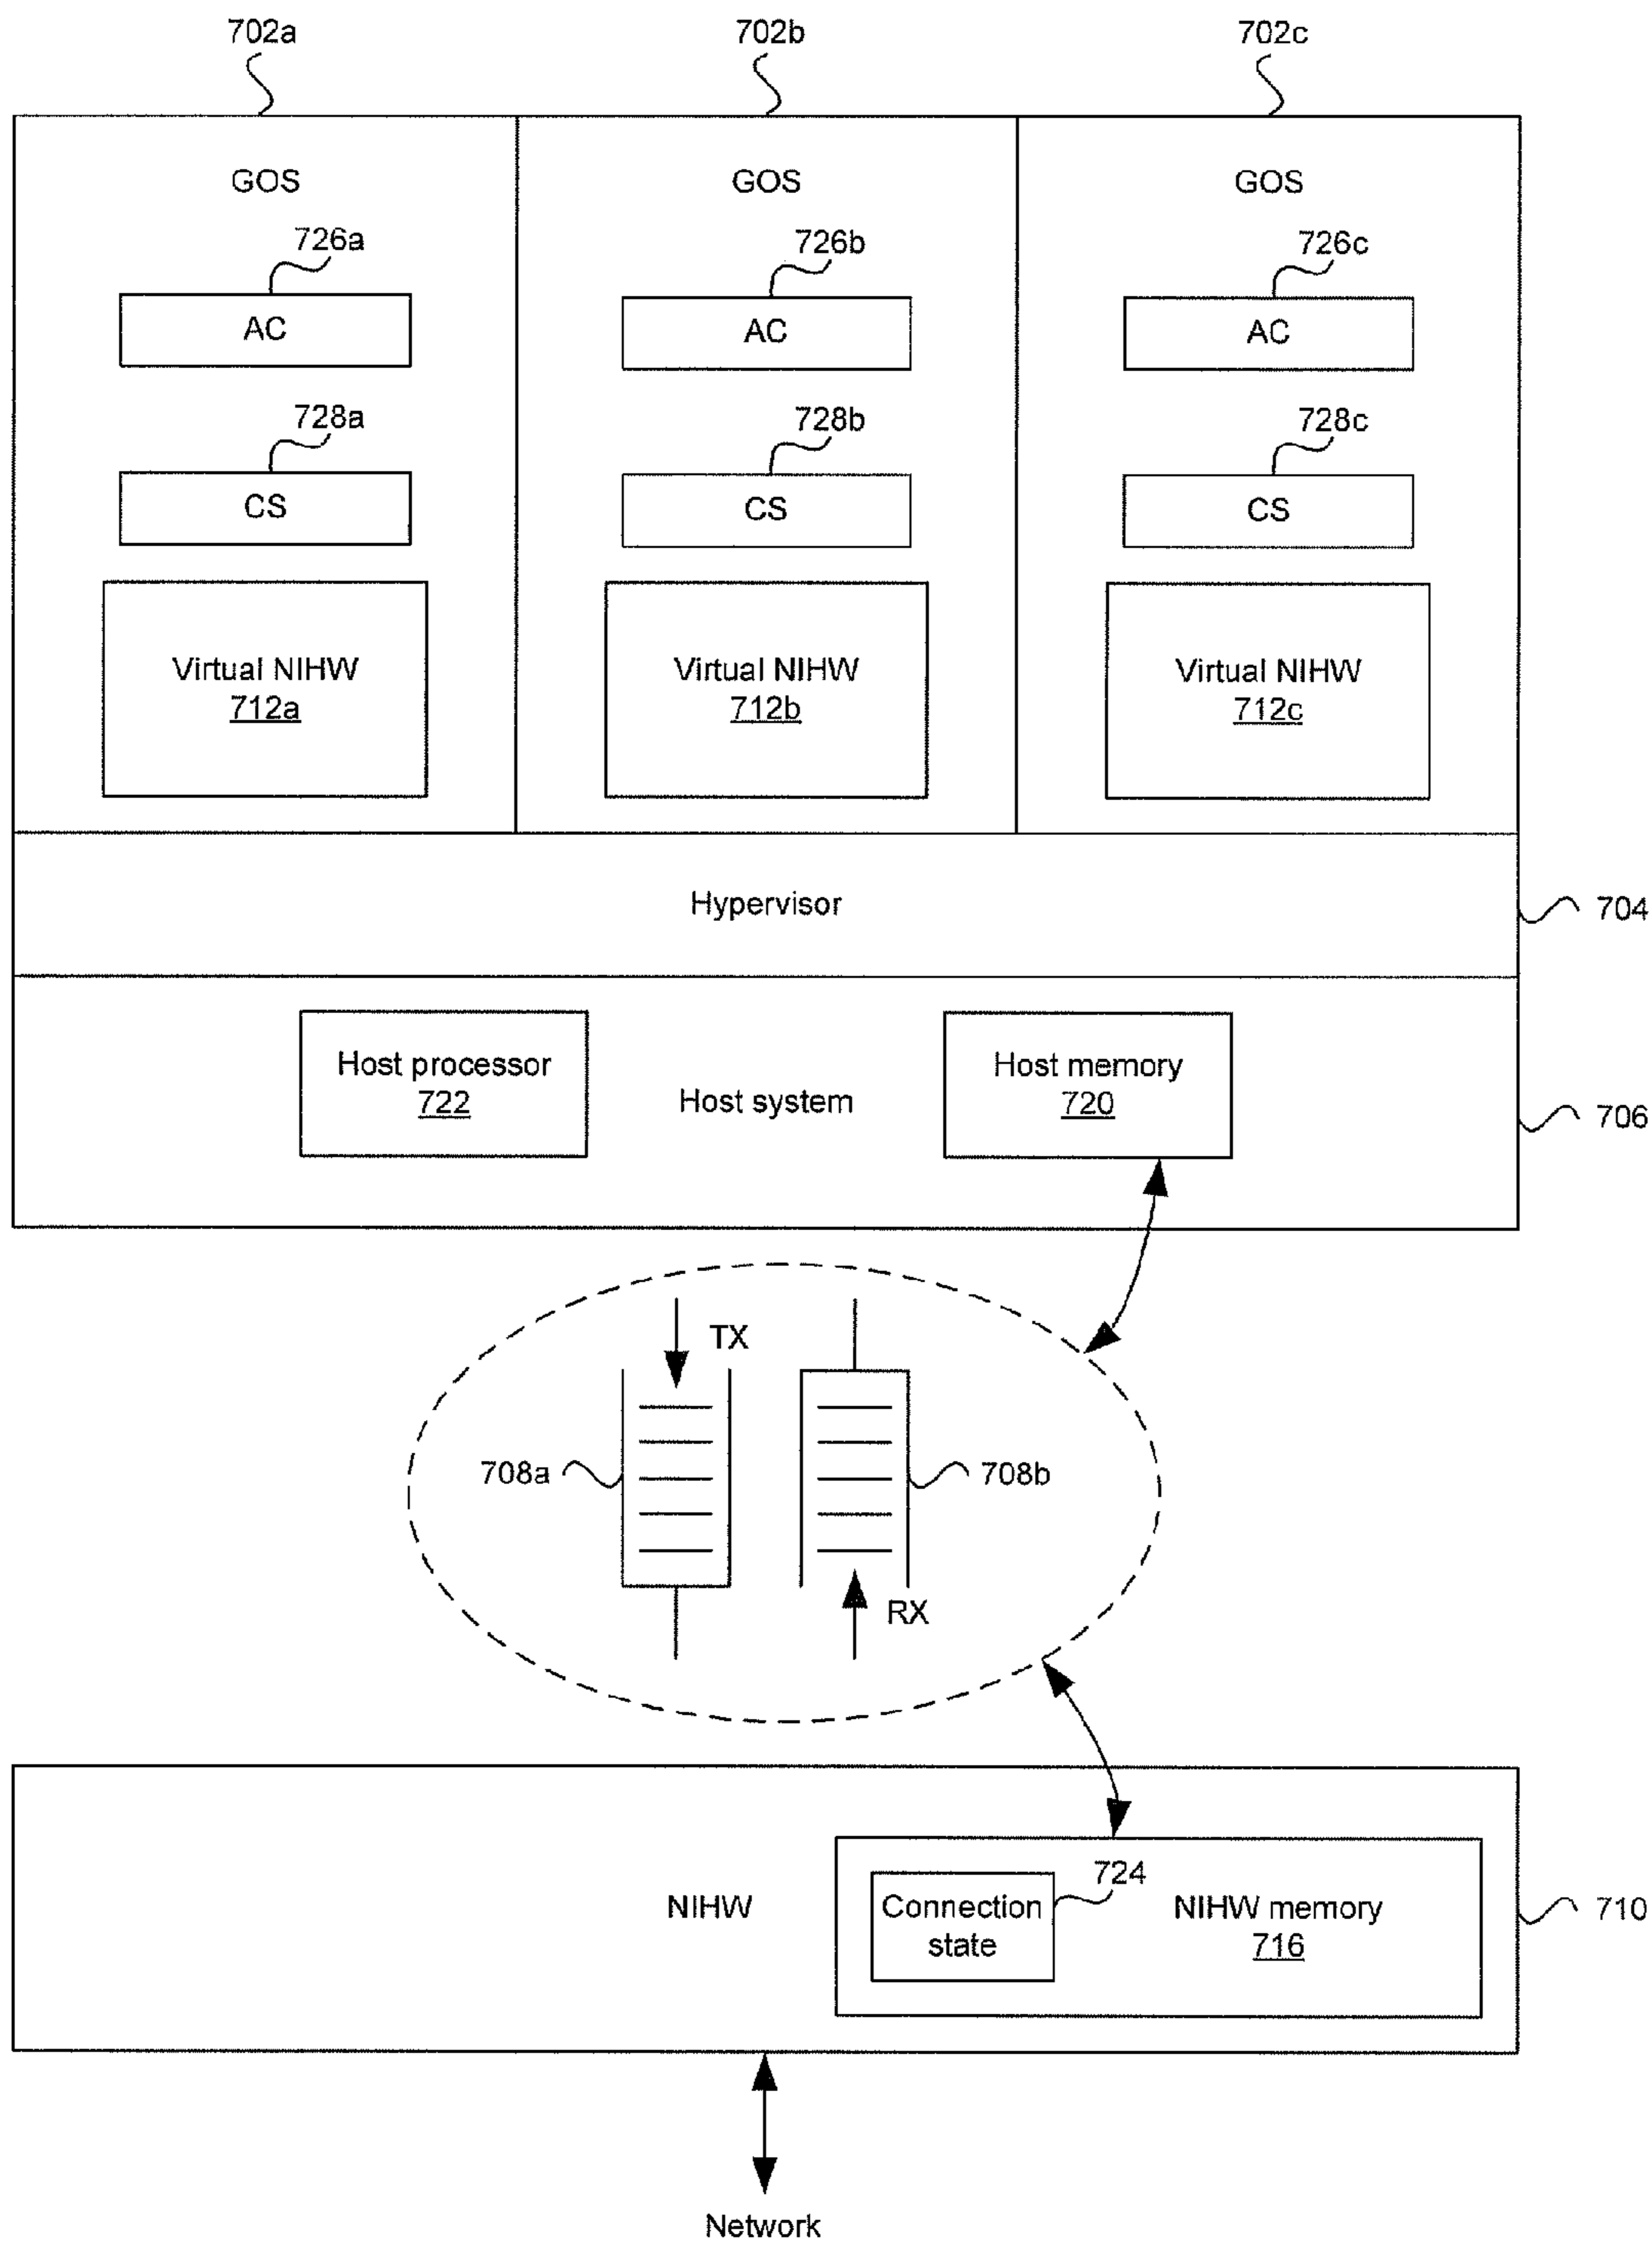 702a
702b
702c
GOS
GOS
GOS
726a
726b
726c
AC
AC
AC
728a
728b
728c
CS
CS
CS
Virtual NIHW
712a
Virtual NIHW
712b
Virtual NIHW
712c
Hypervisor
704
Host processor
722
Host system
Host memory
720
706
TX
708a
708b
RX
724
Connection
state
NIHW
NIHW memory
716
710
Network